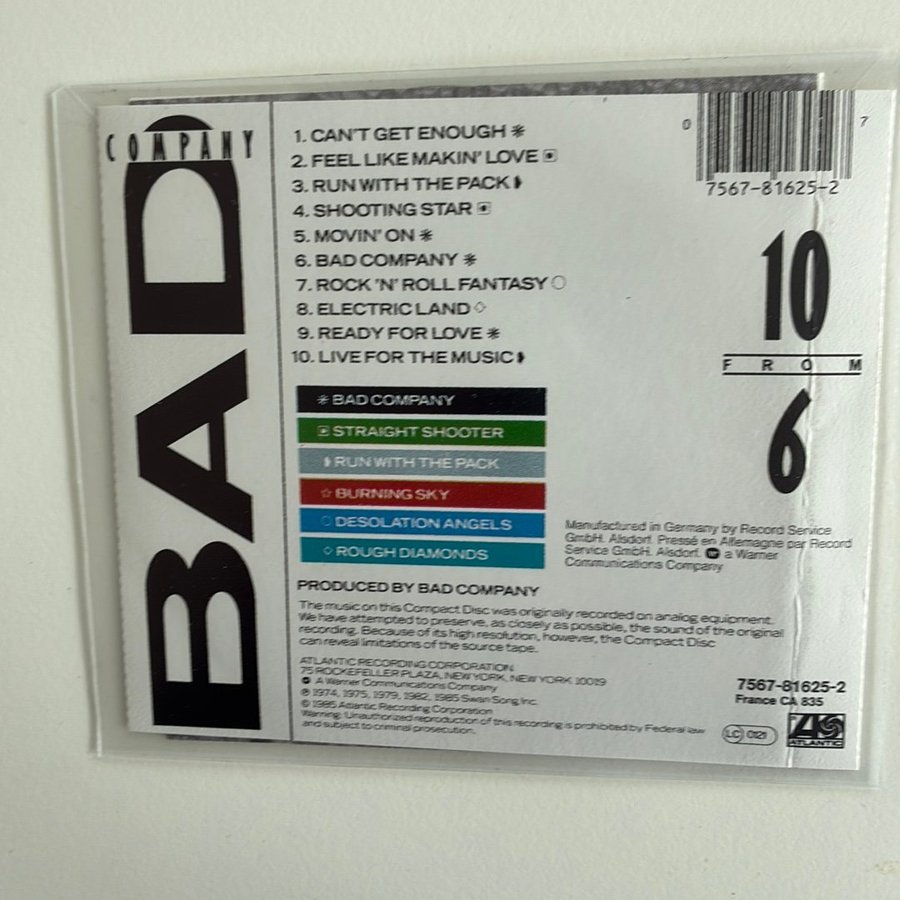 COMPANY
BAD
1. CAN'T GET ENOUGH ✳
2. FEEL LIKE MAKIN' LOVE
3. RUN WITH THE PACK
4. SHOOTING STAR
5. MOVIN' ON ✳
6. BAD COMPANY ✳
7. ROCK 'N' ROLL FANTASY
8. ELECTRIC LAND ◇
9. READY FOR LOVE ✳
10. LIVE FOR THE MUSIC
✳ BAD COMPANY
STRAIGHT SHOOTER
RUN WITH THE PACK
☆ BURNING SKY
DESOLATION ANGELS
◇ ROUGH DIAMONDS
0 7
7567-81625-2
10
FROM
6
Manufactured in Germany by Record Service
GmbH. Alsdorf. Pressé en Allemagne par Record
Service GmbH. Alsdorf. a Warner
Communications Company
PRODUCED BY BAD COMPANY
The music on this Compact Disc was originally recorded on analog equipment.
We have attempted to preserve, as closely as possible, the sound of the original
recording. Because of its high resolution, however, the Compact Disc
can reveal limitations of the source tape.
ATLANTIC RECORDING CORPORATION
75 ROCKEFELLER PLAZA, NEW YORK, NEW YORK 10019
A Warner Communications Company
℗ 1974, 1975, 1979, 1982, 1985 Swan Song Inc.
© 1985 Atlantic Recording Corporation
Warning: Unauthorized reproduction of this recording is prohibited by Federal law
and subject to criminal prosecution.
7567-81625-2
France CA 835
LC 0121
ATLANTIC